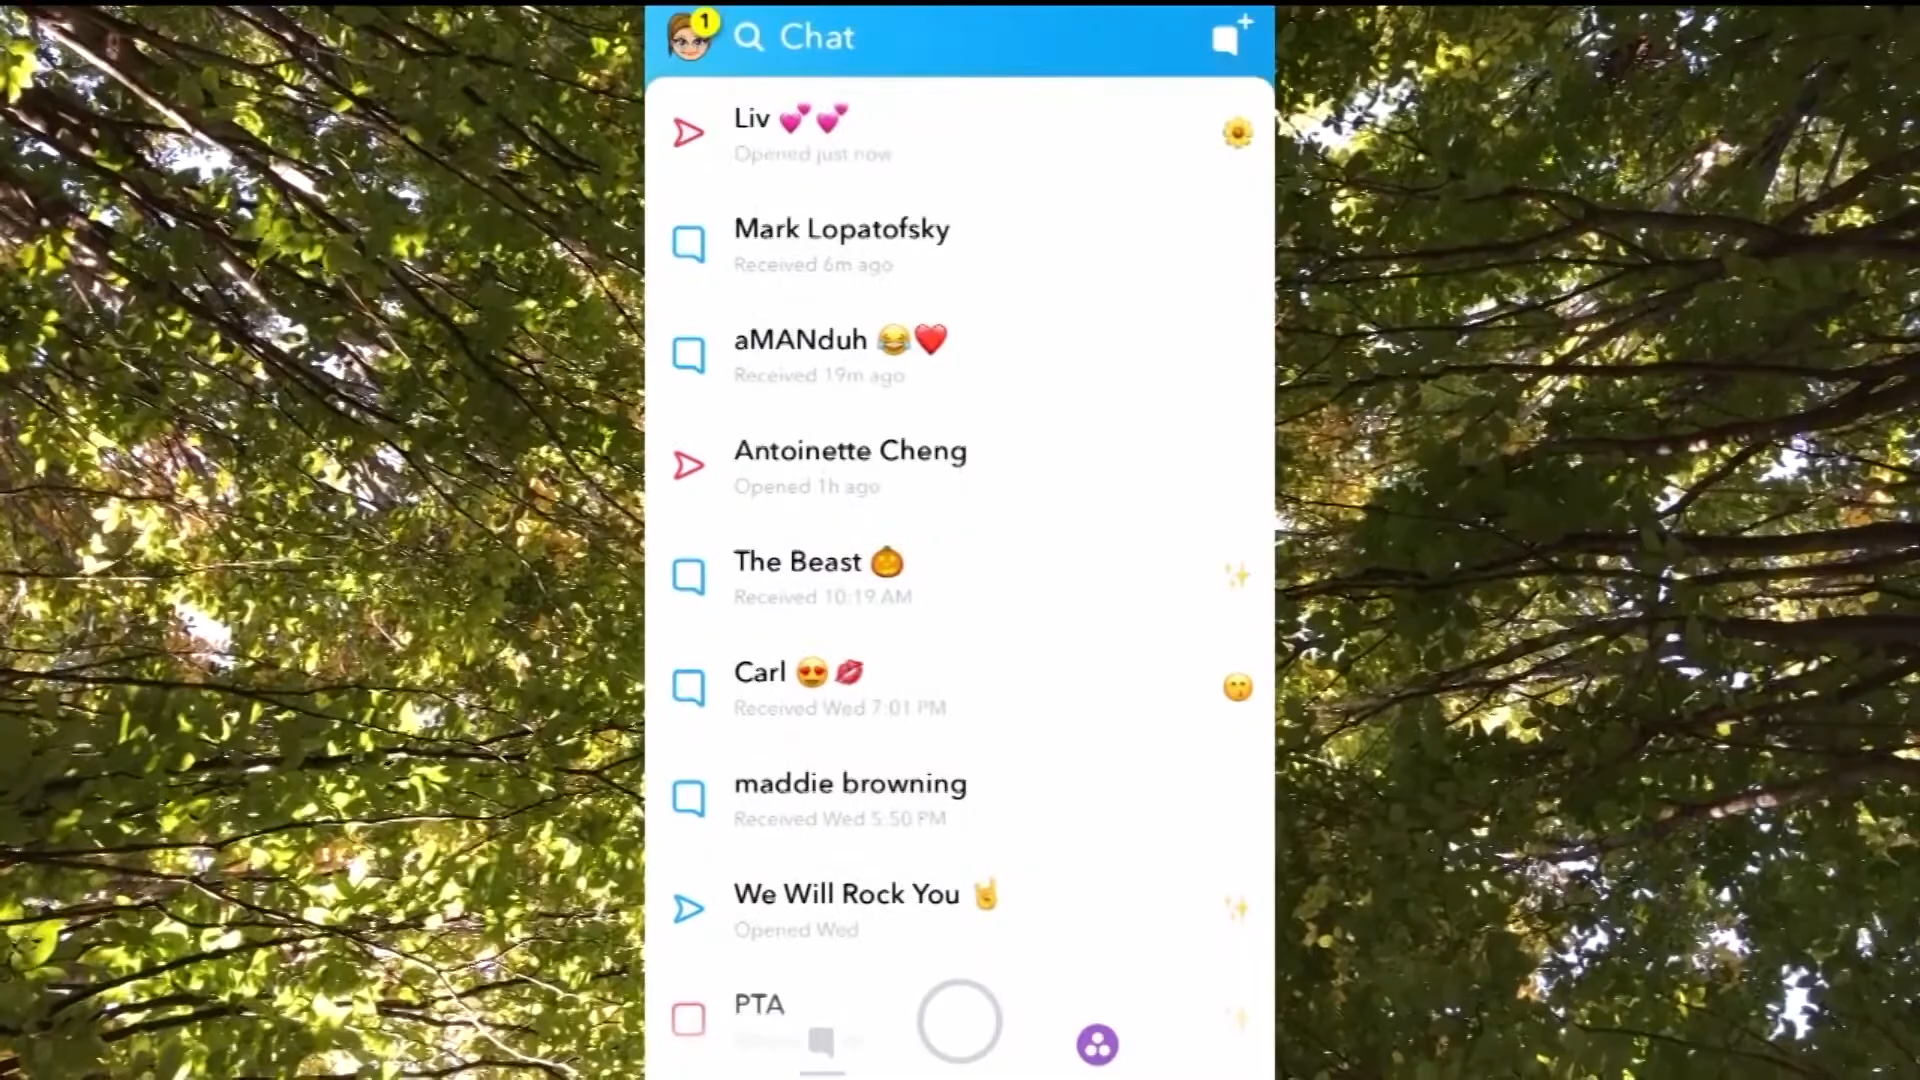 1
Chat
Liv 💕💕
Opened just now
Mark Lopatofsky
Received 6m ago
aMANduh 😂❤️
Received 19m ago
Antoinette Cheng
Opened 1h ago
The Beast 🎃
Received 10:19 AM
Carl 😍💋
Received Wed 7:01 PM
maddie browning
Received Wed 5:50 PM
We Will Rock You 🤘
Opened Wed
PTA